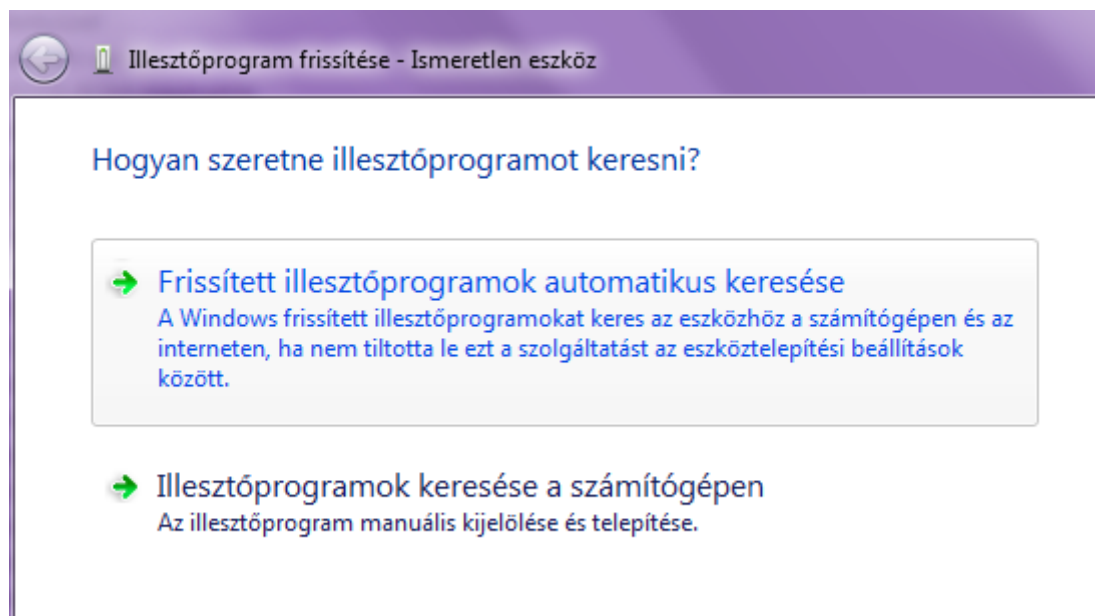 Illesztőprogram frissítése - Ismeretlen eszköz
Hogyan szeretne illesztőprogramot keresni?
Frissített illesztőprogramok automatikus keresése
A Windows frissített illesztőprogramokat keres az eszközhöz a számítógépen és az
interneten, ha nem tiltotta le ezt a szolgáltatást az eszköztelepítési beállítások
között.
Illesztőprogramok keresése a számítógépen
Az illesztőprogram manuális kijelölése és telepítése.